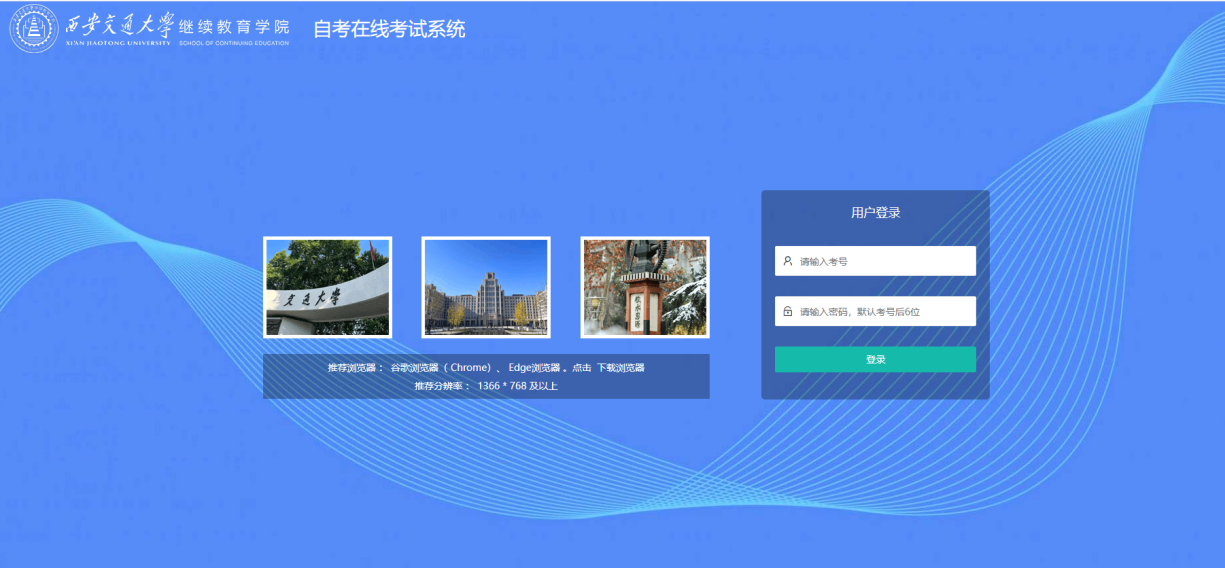 西安交通大学 继续教育学院 自考在线考试系统
XI'AN JIAOTONG UNIVERSITY SCHOOL OF CONTINUING EDUCATION
用户登录
请输入考号
请输入密码，默认考号后6位
登录
交通大学
饮水思源
推荐浏览器： 谷歌浏览器（Chrome）、Edge浏览器 。点击 下载浏览器
推荐分辨率： 1366 * 768 及以上